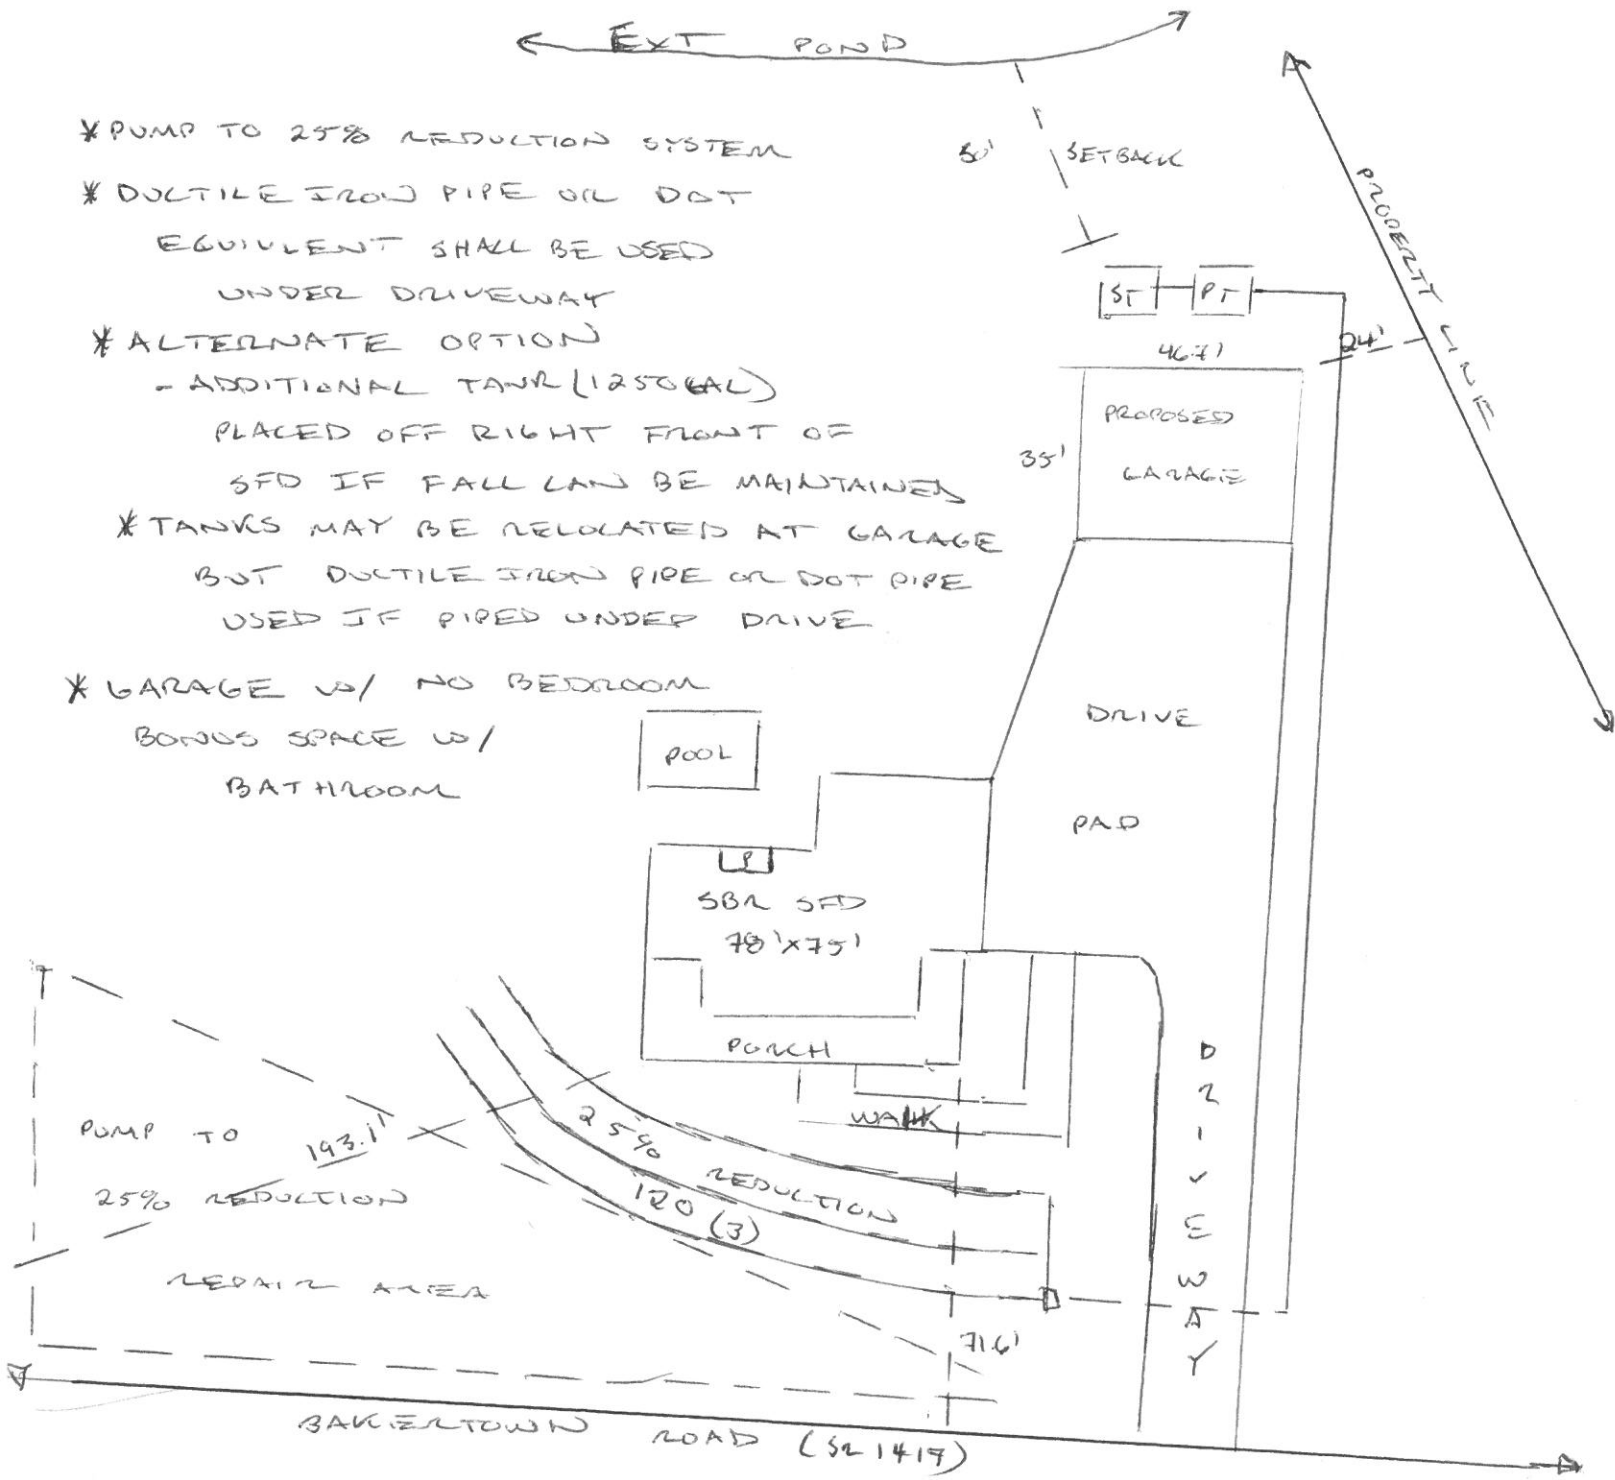 EXT POND
*PUMP TO 25% REDUCTION SYSTEM
50' SETBACK
* DUCTILE IRON PIPE OR DOT
EQUIVLENT SHALL BE USED
UNDER DRIVEWAY
PROPERTY LINE
ST PT
*ALTERNATE OPTION
24'
46.7'
- ADDITIONAL TANK (1250 GAL)
PLACED OFF RIGHT FRONT OF
SFD IF FALL CAN BE MAINTAINED
PROPOSED
GARAGE
35'
*TANKS MAY BE RELOCATED AT GARAGE
BUT DUCTILE IRON PIPE OR DOT PIPE
USED IF PIPED UNDER DRIVE
* GARAGE W/ NO BEDROOM
BONUS SPACE W/
BATHROOM
POOL
DRIVE
PAD
P
5BR SFD
78'X75'
PORCH
WALK
DRIVEWAY
25% REDUCTION
120 (3)
PUMP TO
193.1'
25% REDUCTION
REPAIR AREA
71.6'
BAKERTOWN ROAD (SR 1417)